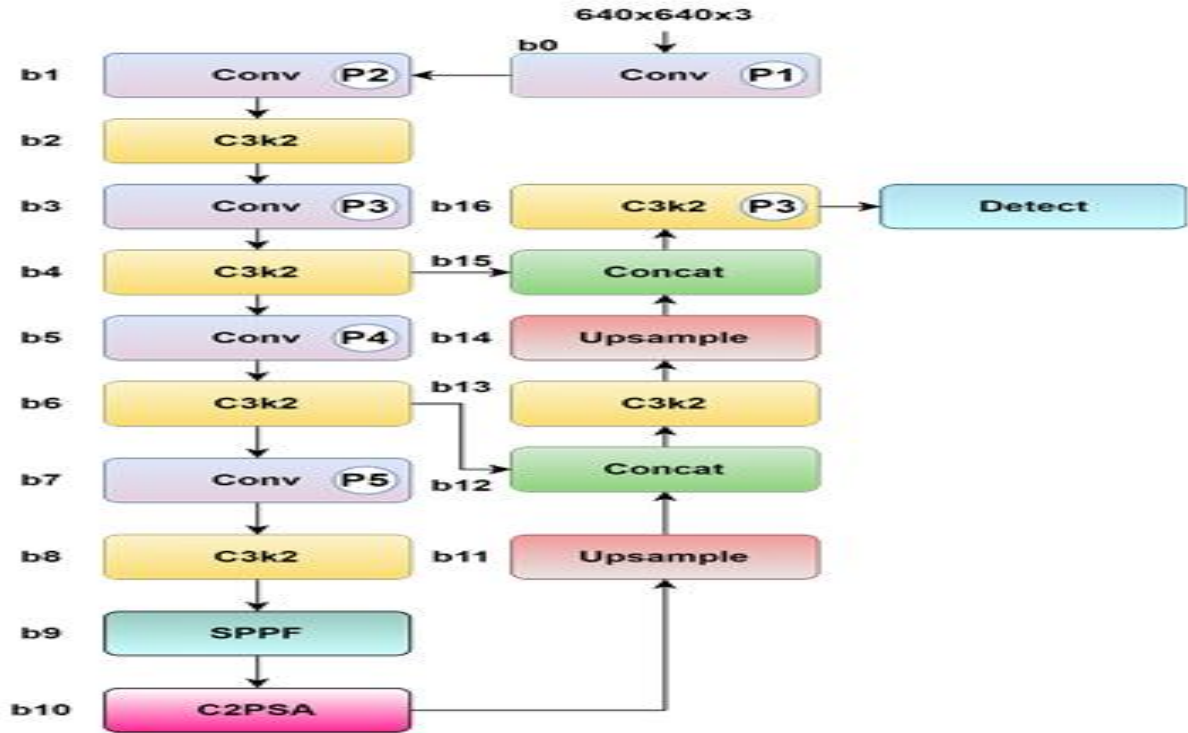 640x640x3
b0
b1 Conv P2 Conv P1
b2 C3k2
b3 Conv P3 b16 C3k2 P3 Detect
b4 C3k2 b15 Concat
b5 Conv P4 b14 Upsample
b6 C3k2 b13 C3k2
b7 Conv P5 b12 Concat
b8 C3k2 b11 Upsample
b9 SPPF
b10 C2PSA